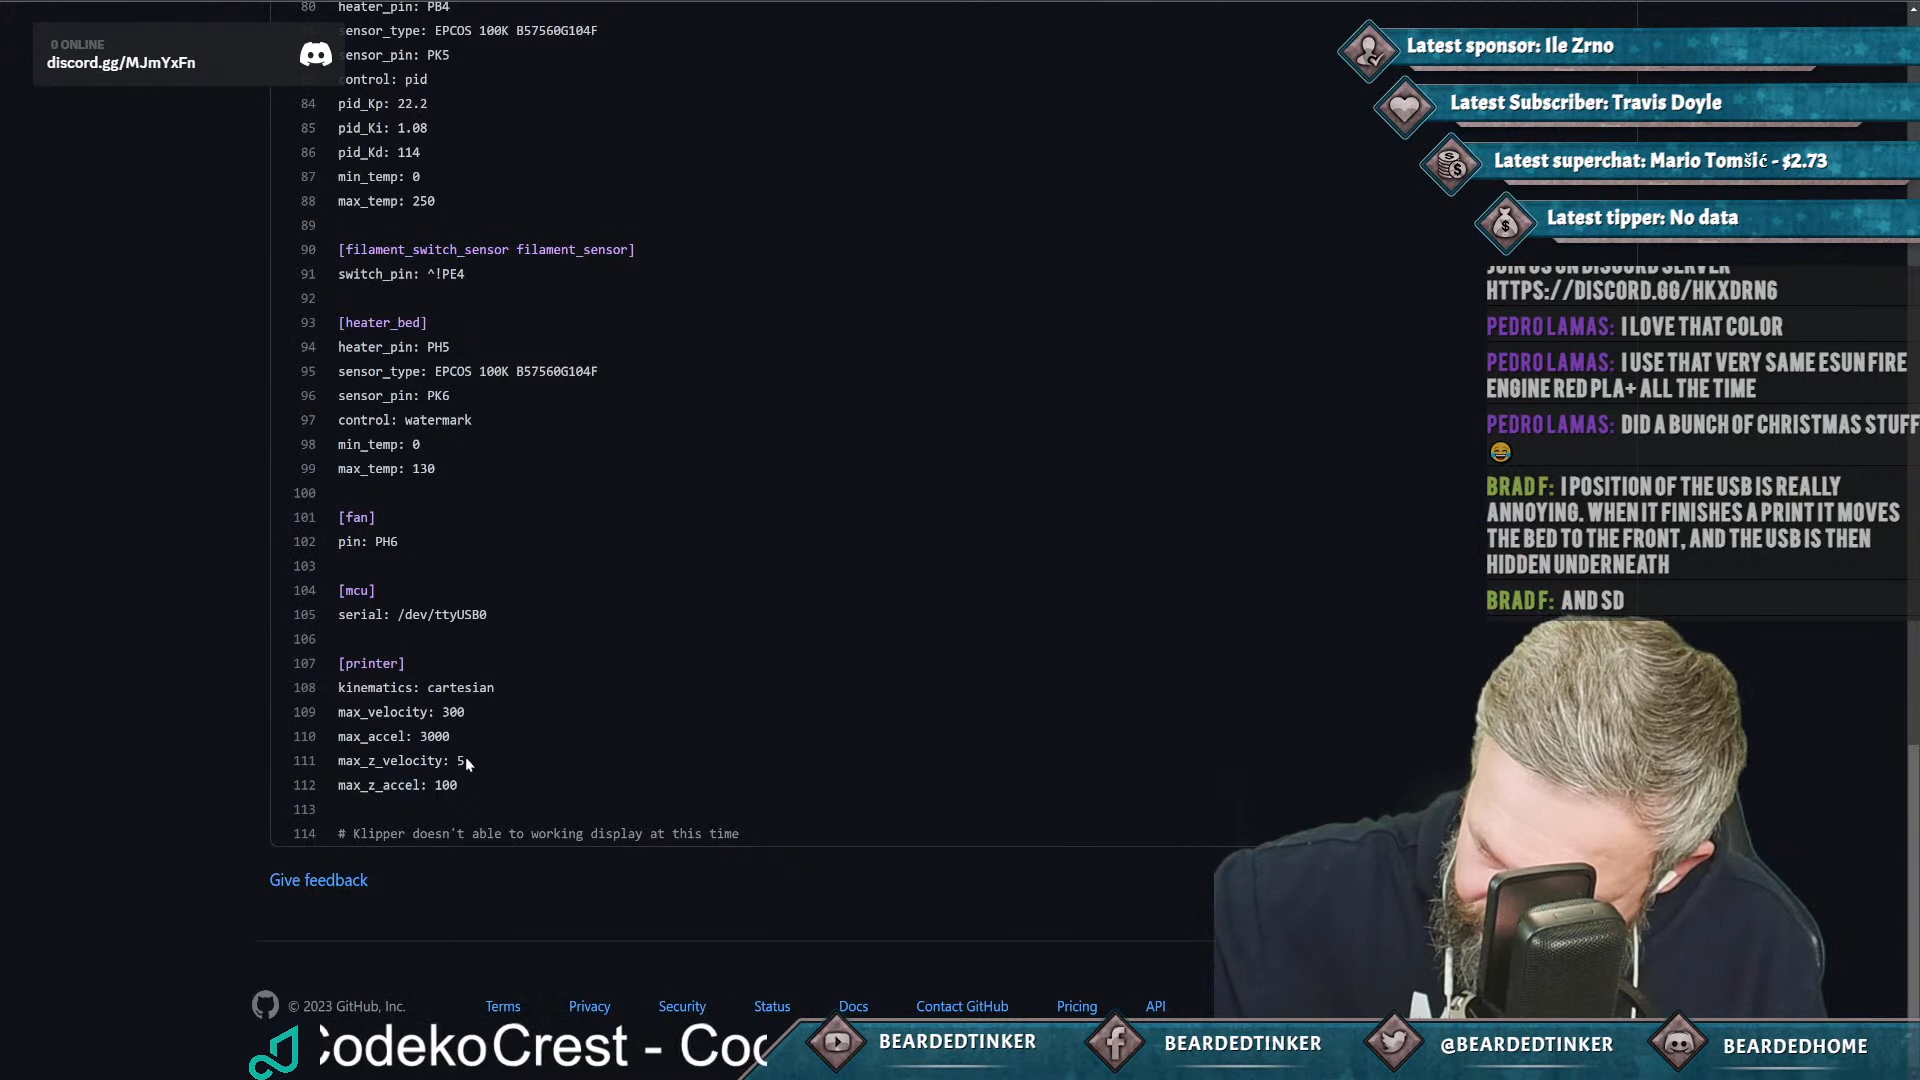 0 ONLINE
discord.gg/MJmYxFn
80 heater_pin: PB4
sensor_type: EPCOS 100K B57560G104F
sensor_pin: PK5
control: pid
84 pid_Kp: 22.2
85 pid_Ki: 1.08
86 pid_Kd: 114
87 min_temp: 0
88 max_temp: 250
89
90 [filament_switch_sensor filament_sensor]
91 switch_pin: ^!PE4
92
93 [heater_bed]
94 heater_pin: PH5
95 sensor_type: EPCOS 100K B57560G104F
96 sensor_pin: PK6
97 control: watermark
98 min_temp: 0
99 max_temp: 130
100
101 [fan]
102 pin: PH6
103
104 [mcu]
105 serial: /dev/ttyUSB0
106
107 [printer]
108 kinematics: cartesian
109 max_velocity: 300
110 max_accel: 3000
111 max_z_velocity: 5
112 max_z_accel: 100
113
114 # Klipper doesn't able to working display at this time
Give feedback
© 2023 GitHub, Inc. Terms Privacy Security Status Docs Contact GitHub Pricing API
Latest sponsor: Ile Zrno
Latest Subscriber: Travis Doyle
Latest superchat: Mario Tomšić - $2.73
Latest tipper: No data
JOIN US ON DISCORD SERVER
HTTPS://DISCORD.GG/HKXDRN6
PEDRO LAMAS: I LOVE THAT COLOR
PEDRO LAMAS: I USE THAT VERY SAME ESUN FIRE
ENGINE RED PLA+ ALL THE TIME
PEDRO LAMAS: DID A BUNCH OF CHRISTMAS STUFF
😂
BRAD F: I POSITION OF THE USB IS REALLY
ANNOYING. WHEN IT FINISHES A PRINT IT MOVES
THE BED TO THE FRONT, AND THE USB IS THEN
HIDDEN UNDERNEATH
BRAD F: AND SD
CodekoCrest - Coc
BEARDEDTINKER
BEARDEDTINKER
@BEARDEDTINKER
BEARDEDHOME